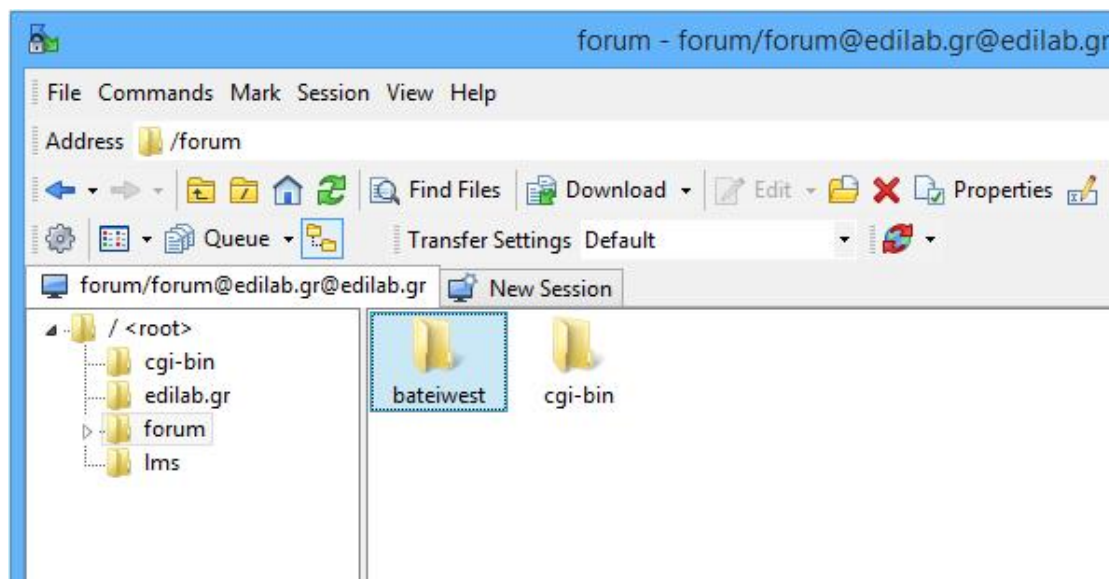 forum - forum/forum@edilab.gr@edilab.gr
File Commands Mark Session View Help
Address /forum
Find Files Download Edit Properties
Queue Transfer Settings Default
forum/forum@edilab.gr@edilab.gr New Session
/ <root>
cgi-bin
edilab.gr
forum
lms
bateiwest cgi-bin